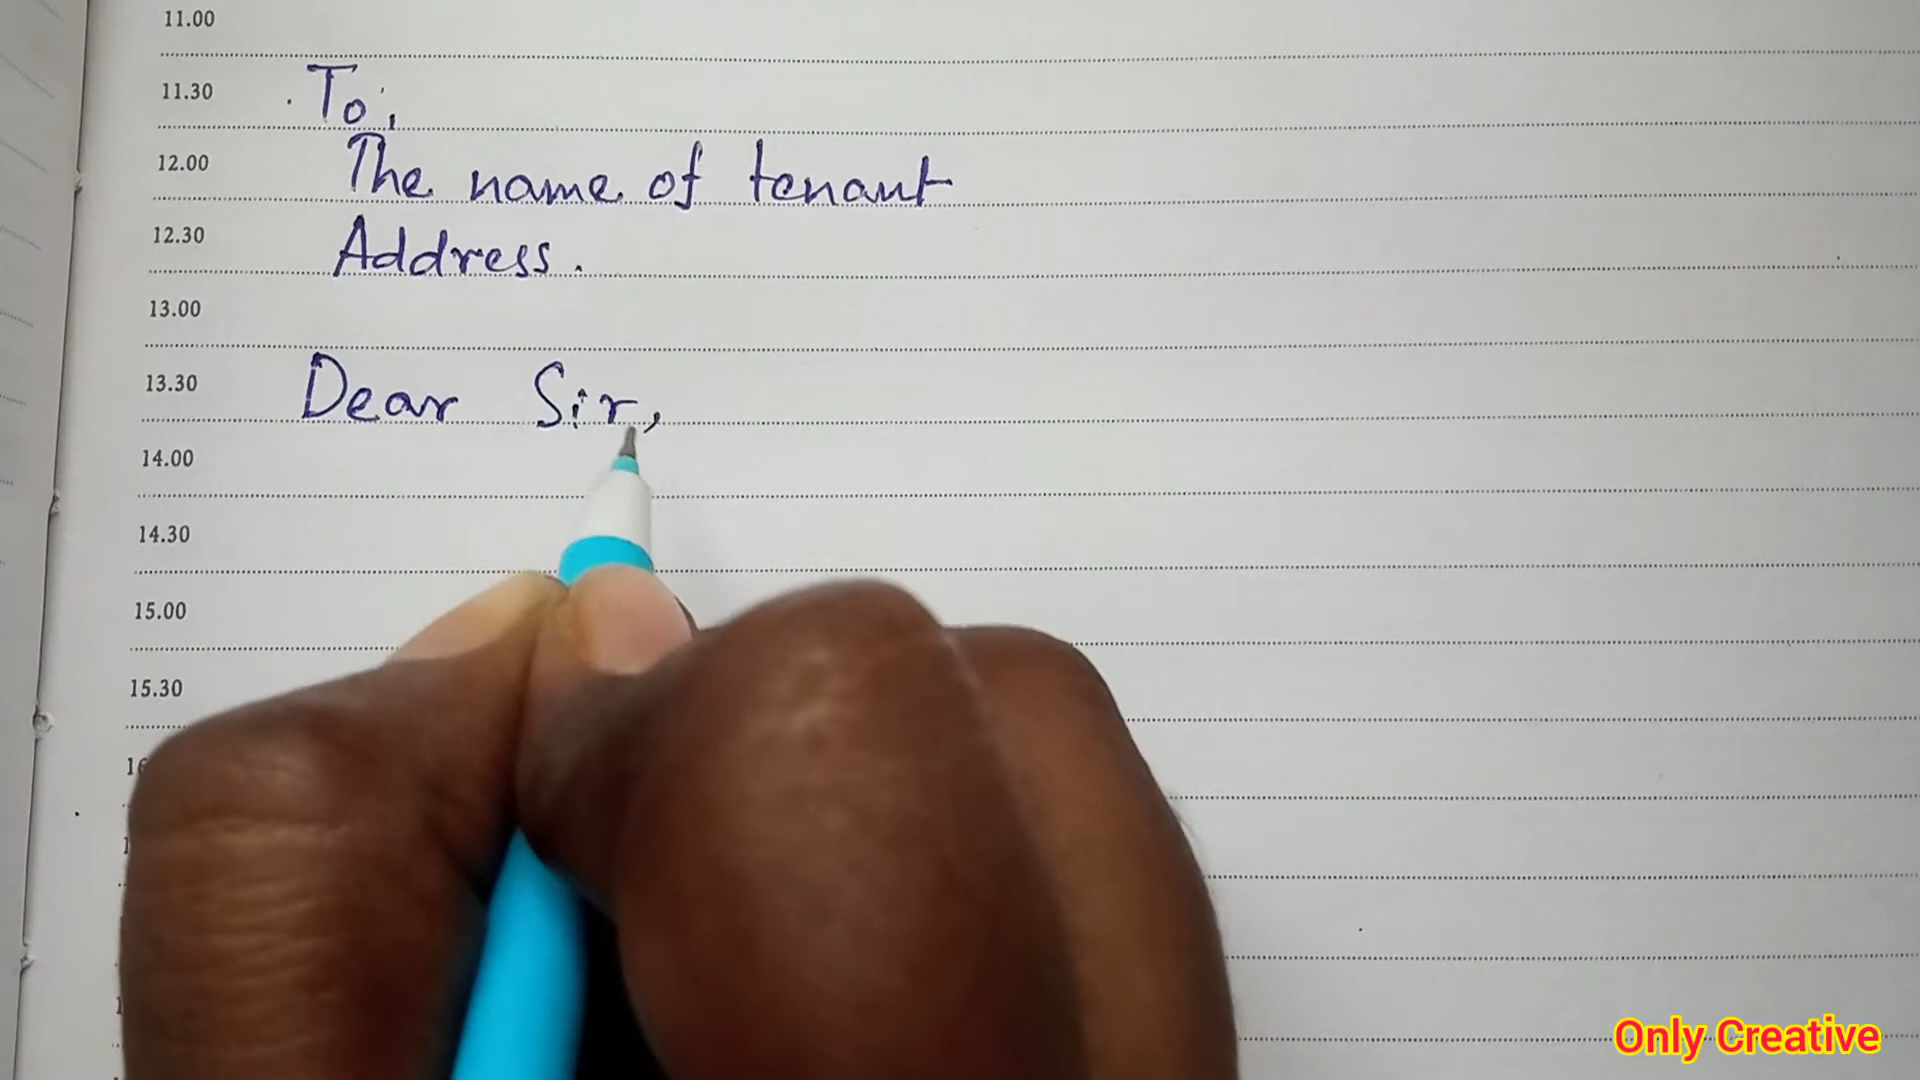 11.00
11.30 To,
12.00 The name of tenant
12.30 Address.
13.00
13.30 Dear Sir,
14.00
14.30
15.00
15.30
Only Creative